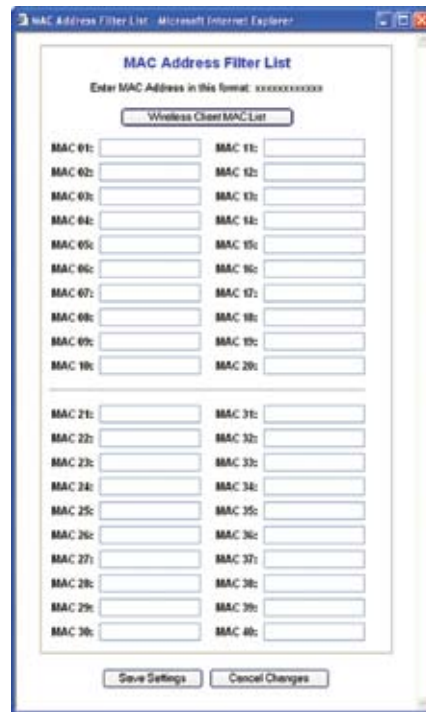 MAC Address Filter List - Microsoft Internet Explorer
MAC Address Filter List
Enter MAC Address in this format: xxxxxxxxxxxx
Wireless Client MAC List
MAC 01: MAC 11:
MAC 02: MAC 12:
MAC 03: MAC 13:
MAC 04: MAC 14:
MAC 05: MAC 15:
MAC 06: MAC 16:
MAC 07: MAC 17:
MAC 08: MAC 18:
MAC 09: MAC 19:
MAC 10: MAC 20:
MAC 21: MAC 31:
MAC 22: MAC 32:
MAC 23: MAC 33:
MAC 24: MAC 34:
MAC 25: MAC 35:
MAC 26: MAC 36:
MAC 27: MAC 37:
MAC 28: MAC 38:
MAC 29: MAC 39:
MAC 30: MAC 40:
Save Settings Cancel Changes